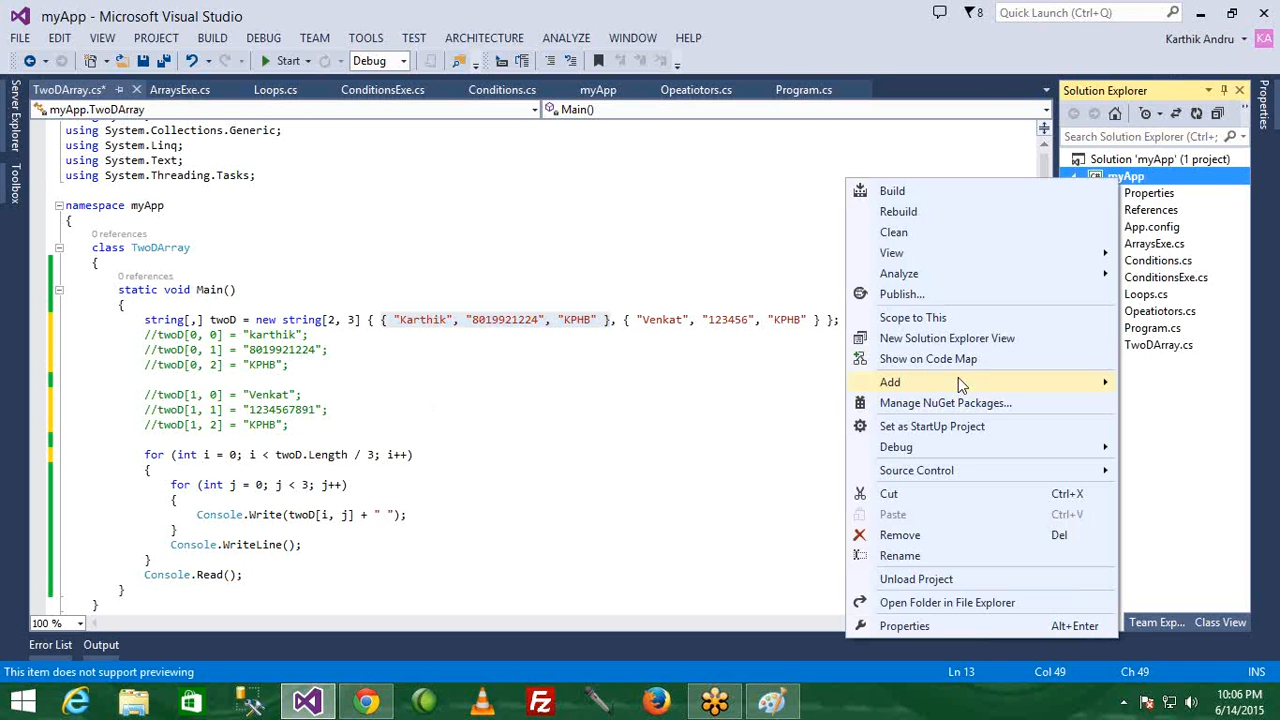 myApp - Microsoft Visual Studio
8
Quick Launch (Ctrl+Q)
FILE EDIT VIEW PROJECT BUILD DEBUG TEAM TOOLS TEST ARCHITECTURE ANALYZE WINDOW HELP
Karthik Andru
KA
Start
Debug
TwoDArray.cs* ArraysExe.cs Loops.cs ConditionsExe.cs Conditions.cs myApp Opeatiotors.cs Program.cs
myApp.TwoDArray
Main()
Server Explorer
Toolbox
using System.Collections.Generic;
using System.Linq;
using System.Text;
using System.Threading.Tasks;
namespace myApp
{
0 references
class TwoDArray
{
0 references
static void Main()
{
string[,] twoD = new string[2, 3] { { "Karthik", "8019921224", "KPHB" }, { "Venkat", "123456", "KPHB" } };
//twoD[0, 0] = "karthik";
//twoD[0, 1] = "8019921224";
//twoD[0, 2] = "KPHB";
//twoD[1, 0] = "Venkat";
//twoD[1, 1] = "1234567891";
//twoD[1, 2] = "KPHB";
for (int i = 0; i < twoD.Length / 3; i++)
{
for (int j = 0; j < 3; j++)
{
Console.Write(twoD[i, j] + " ");
}
Console.WriteLine();
}
Console.Read();
}
}
100 %
Build
Rebuild
Clean
View
Analyze
Publish...
Scope to This
New Solution Explorer View
Show on Code Map
Add
Manage NuGet Packages...
Set as StartUp Project
Debug
Source Control
Cut Ctrl+X
Paste Ctrl+V
Remove Del
Rename
Unload Project
Open Folder in File Explorer
Properties Alt+Enter
Solution Explorer
Search Solution Explorer (Ctrl+;
Solution 'myApp' (1 project)
C# myApp
Properties
References
App.config
ArraysExe.cs
Conditions.cs
ConditionsExe.cs
Loops.cs
Opeatiotors.cs
Program.cs
TwoDArray.cs
Team Exp... Class View
Properties
Error List Output
This item does not support previewing
Ln 13 Col 49 Ch 49 INS
10:06 PM
6/14/2015